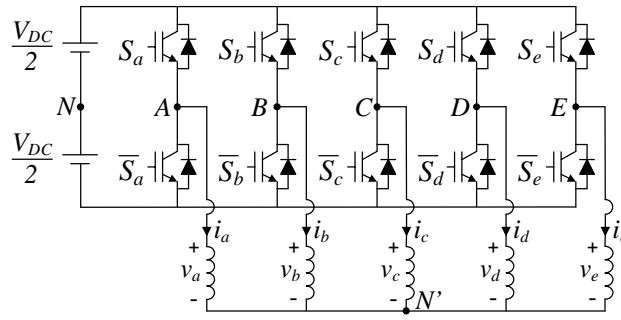 V_DC
2
S_a
S_b
S_c
S_d
S_e
N
A
B
C
D
E
V_DC
2
S̅_a
S̅_b
S̅_c
S̅_d
S̅_e
i_a
i_b
i_c
i_d
+
+
+
+
+
v_a
v_b
v_c
v_d
v_e
-
-
-
-
-
N'